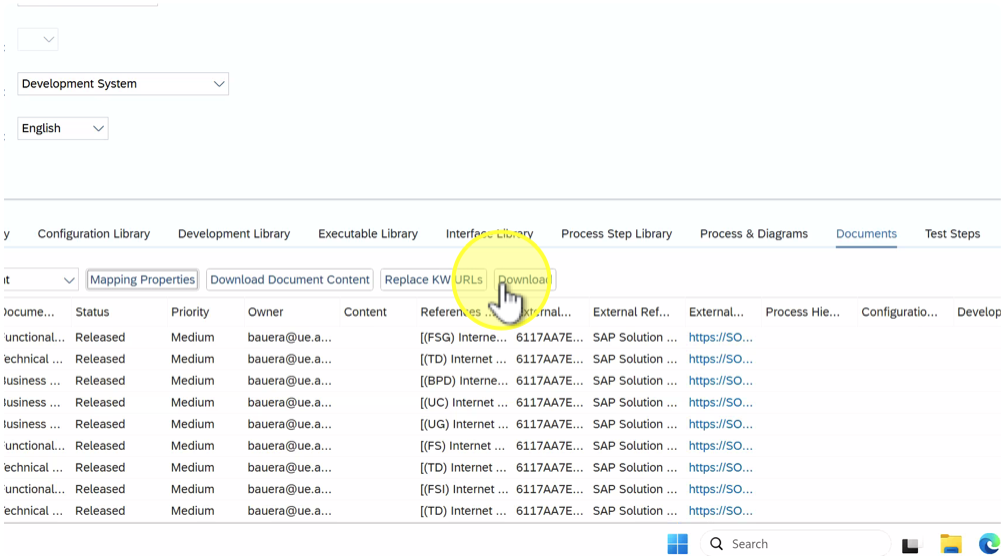 Development System
English
y Configuration Library Development Library Executable Library Interface Library Process Step Library Process & Diagrams Documents Test Steps
nt Mapping Properties Download Document Content Replace KW URLs Download
Docume... Status Priority Owner Content References ... External... External Ref... External... Process Hie... Configuratio... Develop
unctional... Released Medium bauera@ue.a... [(FSG) Interne... 6117AA7E... SAP Solution ... https://SO...
echnical ... Released Medium bauera@ue.a... [(TD) Internet ... 6117AA7E... SAP Solution ... https://SO...
Business ... Released Medium bauera@ue.a... [(BPD) Interne... 6117AA7E... SAP Solution ... https://SO...
Business ... Released Medium bauera@ue.a... [(UC) Internet ... 6117AA7E... SAP Solution ... https://SO...
Business ... Released Medium bauera@ue.a... [(UG) Internet ... 6117AA7E... SAP Solution ... https://SO...
unctional... Released Medium bauera@ue.a... [(FS) Internet ... 6117AA7E... SAP Solution ... https://SO...
echnical ... Released Medium bauera@ue.a... [(TD) Internet ... 6117AA7E... SAP Solution ... https://SO...
unctional... Released Medium bauera@ue.a... [(FSI) Internet ... 6117AA7E... SAP Solution ... https://SO...
echnical ... Released Medium bauera@ue.a... [(TD) Internet ... 6117AA7E... SAP Solution ... https://SO...
Search